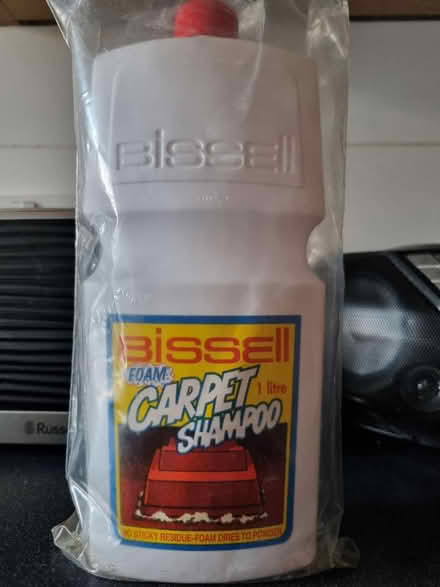 BISSELL
BISSELL
FOAM
CARPET
1 litre
SHAMPOO
NO STICKY RESIDUE-FOAM DRIES TO POWDER
Russ